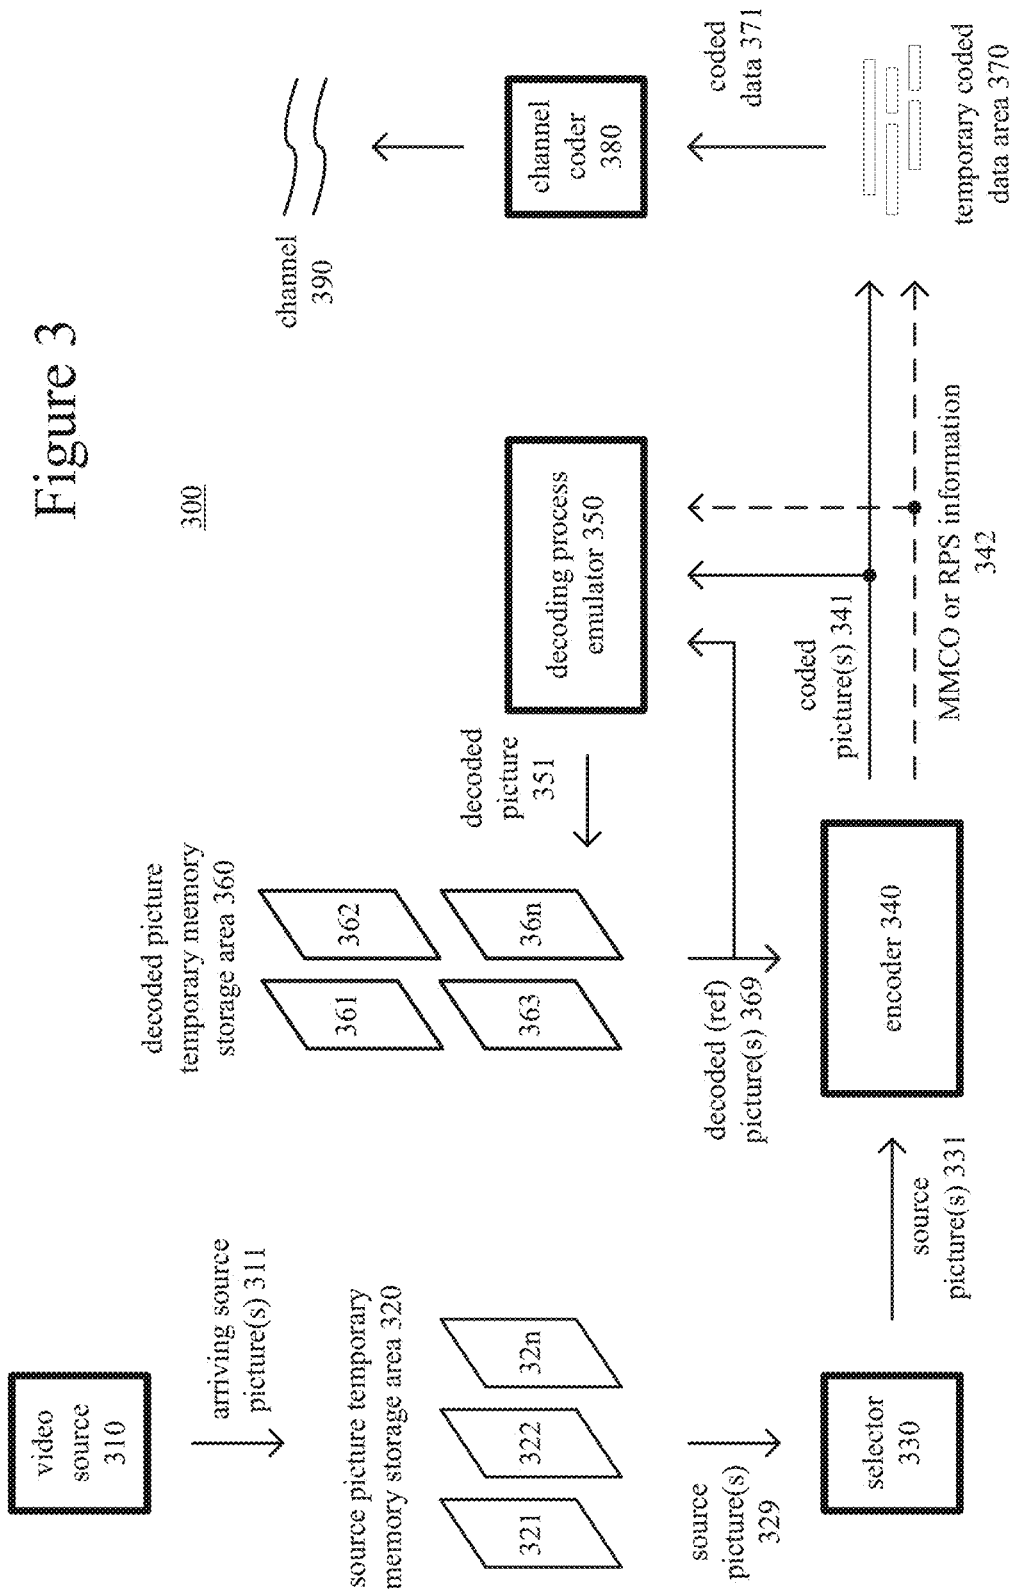 Figure 3
300
video
source
310
arriving source
picture(s) 311
source picture temporary
memory storage area 320
321
322
32n
source
picture(s)
329
selector
330
source
picture(s) 331
decoded picture
temporary memory
storage area 360
361
362
363
36n
decoded (ref)
picture(s) 369
encoder 340
decoded
picture
351
decoding process
emulator 350
coded
picture(s) 341
MMCO or RPS information
342
channel
390
channel
coder
380
coded
data 371
temporary coded
data area 370